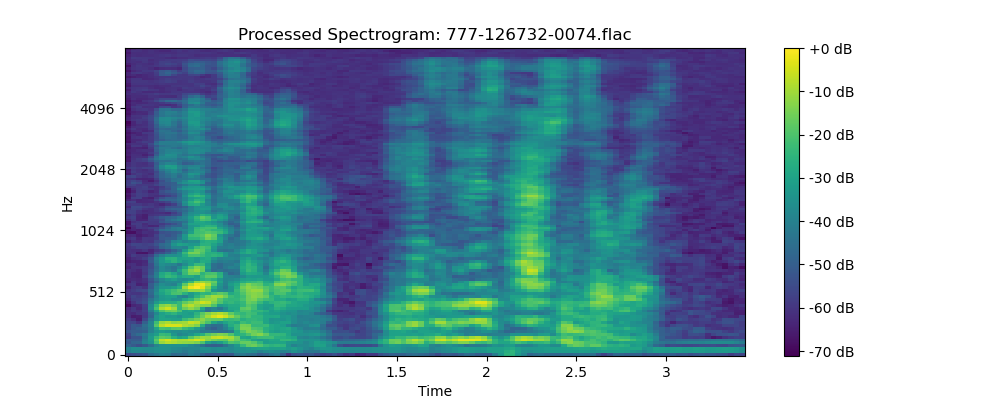 Processed Spectrogram: 777-126732-0074.flac
Hz
4096
2048
1024
512
0
0 0.5 1 1.5 2 2.5 3
Time
+0 dB
-10 dB
-20 dB
-30 dB
-40 dB
-50 dB
-60 dB
-70 dB